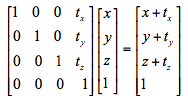 [1 0 0 t_x] [x] = [x + t_x]
[0 1 0 t_y] [y] = [y + t_y]
[0 0 1 t_z] [z] = [z + t_z]
[0 0 0 1] [1] = [1]